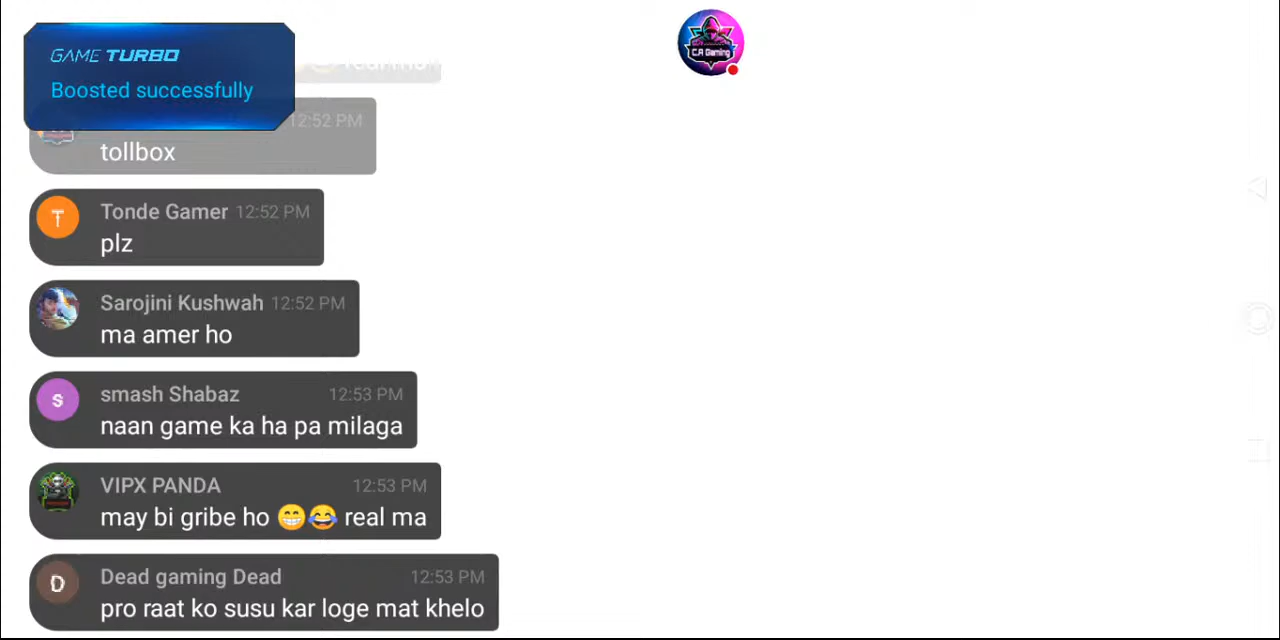 GAME TURBO
Boosted successfully
C.A Gaming
12:52 PM
tollbox
T
Tonde Gamer 12:52 PM
plz
Sarojini Kushwah 12:52 PM
ma amer ho
S
smash Shabaz 12:53 PM
naan game ka ha pa milaga
VIPX PANDA 12:53 PM
may bi gribe ho 😁😂 real ma
D
Dead gaming Dead 12:53 PM
pro raat ko susu kar loge mat khelo